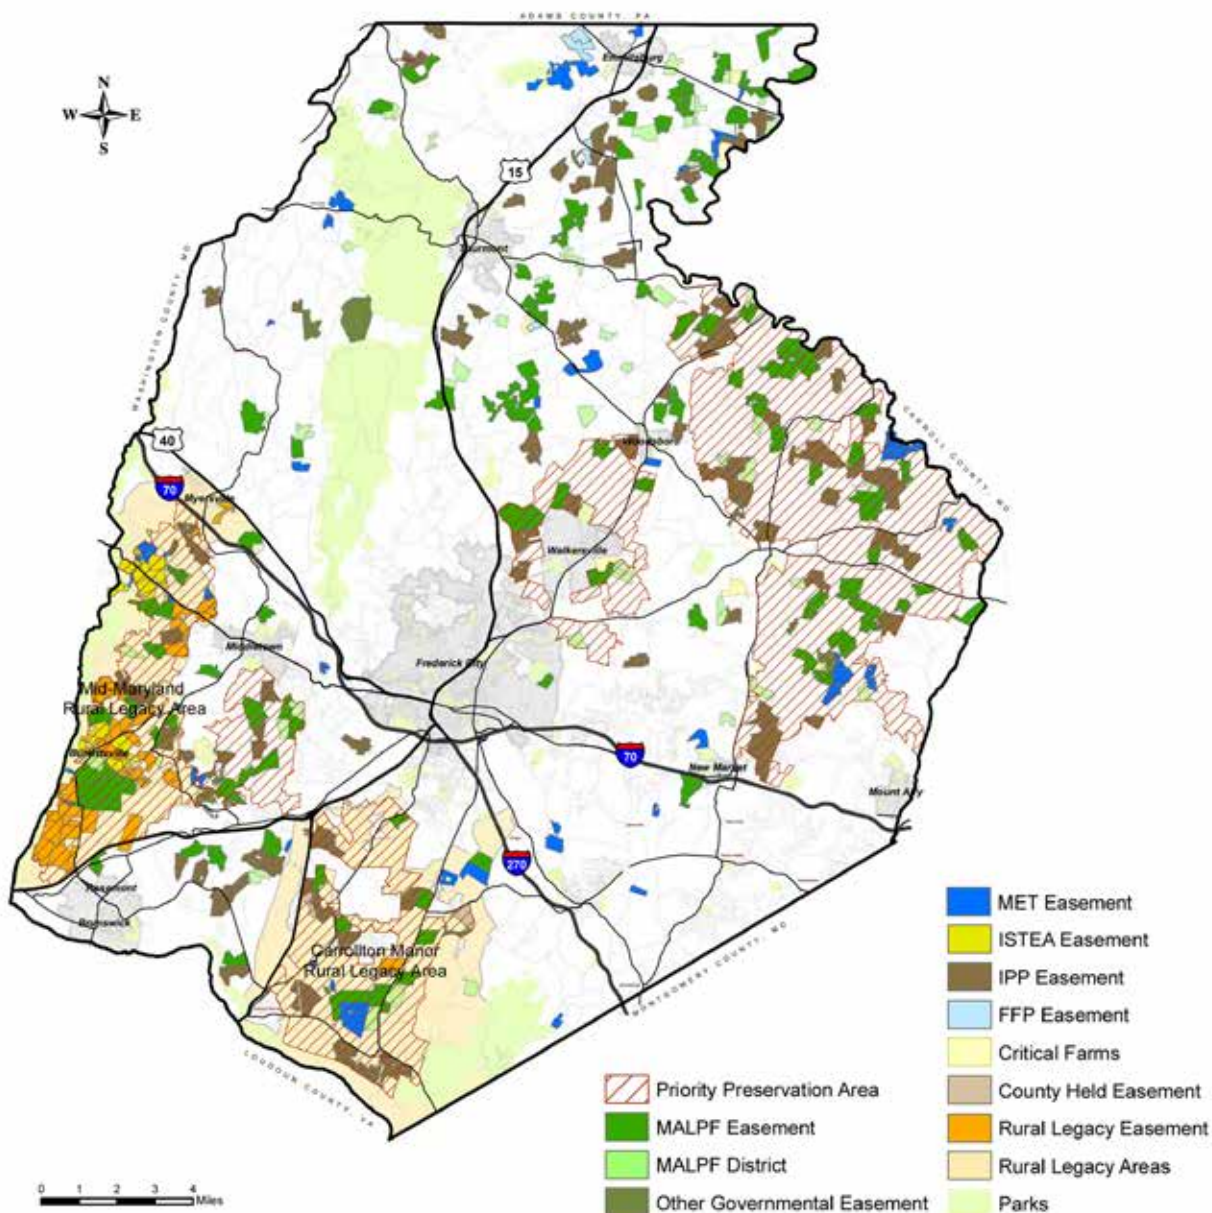 ADAMS COUNTY, PA
Emmitsburg
N
W E
S
15
Thurmont
WASHINGTON COUNTY MD
CARROLL COUNTY, MD
40
Woodsboro
70
Myersville
Walkersville
Middletown
Frederick City
Mid-Maryland
Rural Legacy Area
Burkittsville
70
New Market
Mount Airy
270
Rosemont
Brunswick
Carrollton Manor
Rural Legacy Area
MONTGOMERY COUNTY, MD
LOUDOUN COUNTY, VA
MET Easement
ISTEA Easement
IPP Easement
FFP Easement
Critical Farms
County Held Easement
Rural Legacy Easement
Rural Legacy Areas
Parks
Priority Preservation Area
MALPF Easement
MALPF District
Other Governmental Easement
0 1 2 3 4
Miles